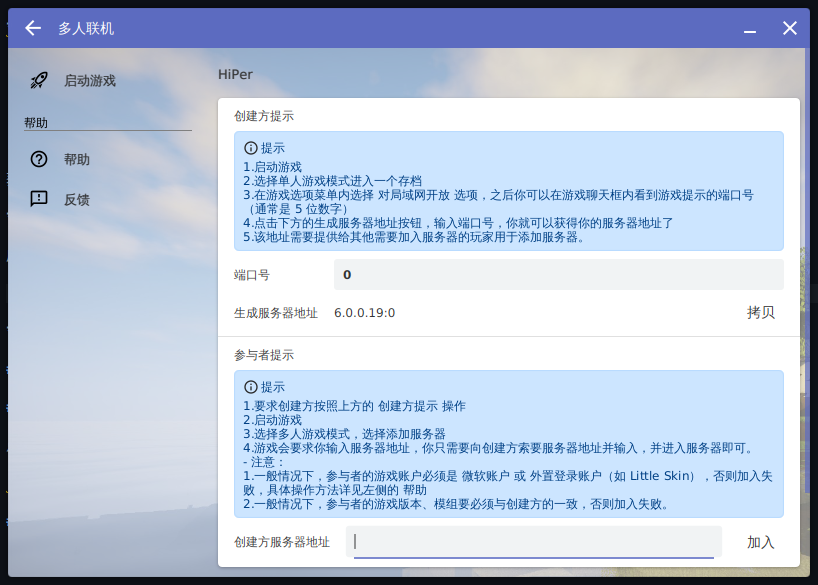 多人联机
启动游戏
帮助
帮助
反馈
HiPer
创建方提示
提示
1.启动游戏
2.选择单人游戏模式进入一个存档
3.在游戏选项菜单内选择 对局域网开放 选项，之后你可以在游戏聊天框内看到游戏提示的端口号
（通常是 5 位数字）
4.点击下方的生成服务器地址按钮，输入端口号，你就可以获得你的服务器地址了
5.该地址需要提供给其他需要加入服务器的玩家用于添加服务器。
端口号 0
生成服务器地址 6.0.0.19:0 拷贝
参与者提示
提示
1.要求创建方按照上方的 创建方提示 操作
2.启动游戏
3.选择多人游戏模式，选择添加服务器
4.游戏会要求你输入服务器地址，你只需要向创建方索要服务器地址并输入，并进入服务器即可。
- 注意：
1.一般情况下，参与者的游戏账户必须是 微软账户 或 外置登录账户（如 Little Skin），否则加入失
败，具体操作方法详见左侧的 帮助
2.一般情况下，参与者的游戏版本、模组要必须与创建方的一致，否则加入失败。
创建方服务器地址 加入